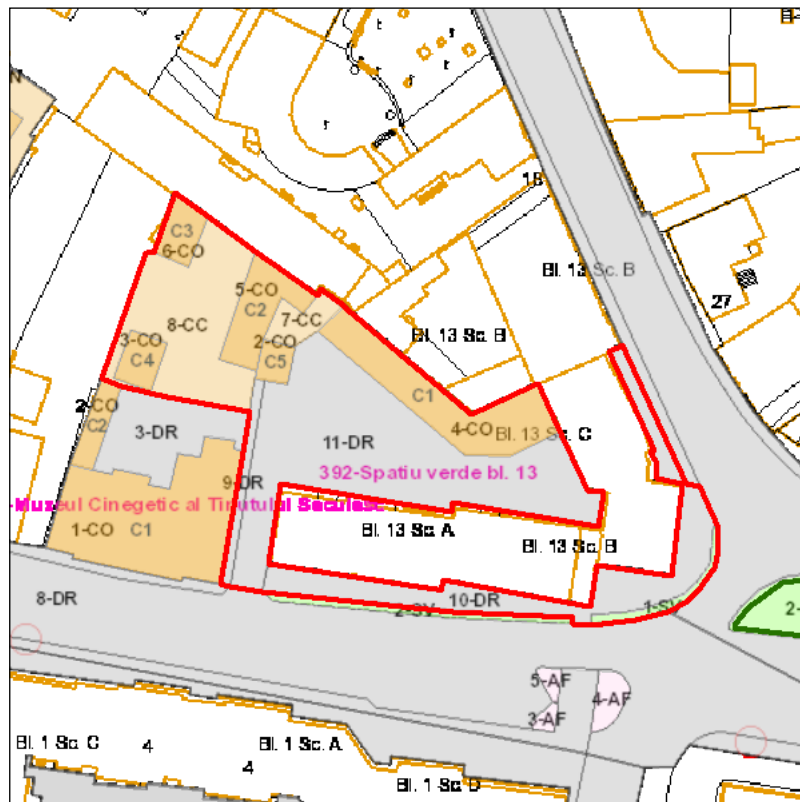 18
Bl. 13 Sc. B
27
C3
6-CO
5-CO
C2
7-CC
8-CC
2-CO
C5
3-CO
C4
Bl. 13 Sc. B
C1
2-CO
C2
3-DR
4-CO
Bl. 13 Sc. C
11-DR
9-DR
392-Spatiu verde bl. 13
-Muzeul Cinegetic al Tinutului Secuiesc
1-CO
C1
Bl. 13 Sc. A
Bl. 13 Sc. B
8-DR
10-DR
2-SV
1-SV
2-
5-AF
4-AF
3-AF
Bl. 1 Sc. C
4
Bl. 1 Sc. A
4
Bl. 1 Sc. D